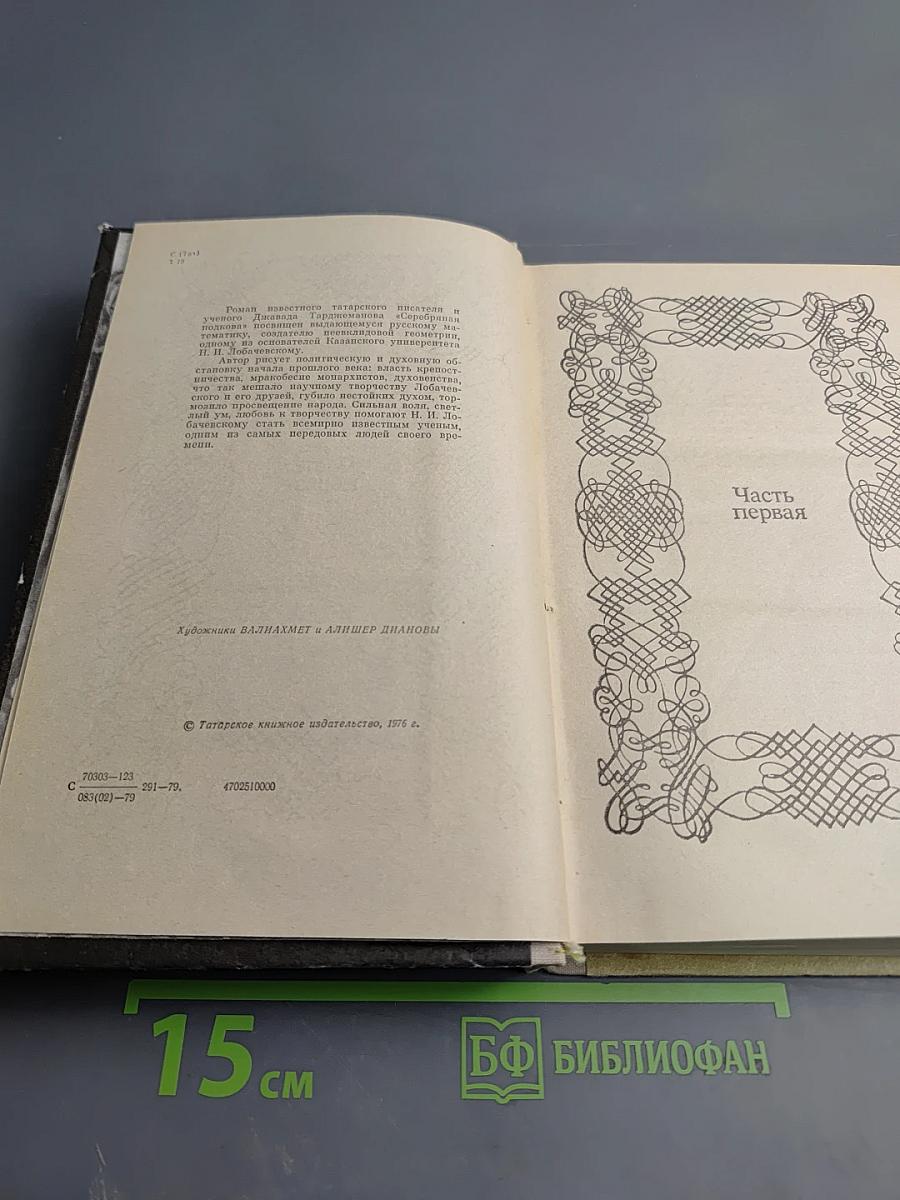 С (Тат)
Т 19
Роман известного татарского писателя и
ученого Джавада Тарджеманова «Серебряная
подкова» посвящен выдающемуся русскому ма-
тематику, создателю неевклидовой геометрии,
одному из основателей Казанского университета
Н. И. Лобачевскому.
Автор рисует политическую и духовную об-
становку начала прошлого века: власть крепост-
ничества, мракобесие монархистов, духовенства,
что так мешало научному творчеству Лобачев-
ского и его друзей, губило нестойких духом, тор-
мозило просвещение народа. Сильная воля, свет-
лый ум, любовь к творчеству помогают Н. И. Ло-
бачевскому стать всемирно известным ученым,
одним из самых передовых людей своего вре-
мени.
Художники ВАЛИАХМЕТ и АЛИШЕР ДИАНОВЫ
© Татарское книжное издательство, 1976 г.
70303—123
С 291—79. 4702510000
083(02)—79
Часть
первая
15 см
БФ БИБЛИОФАН